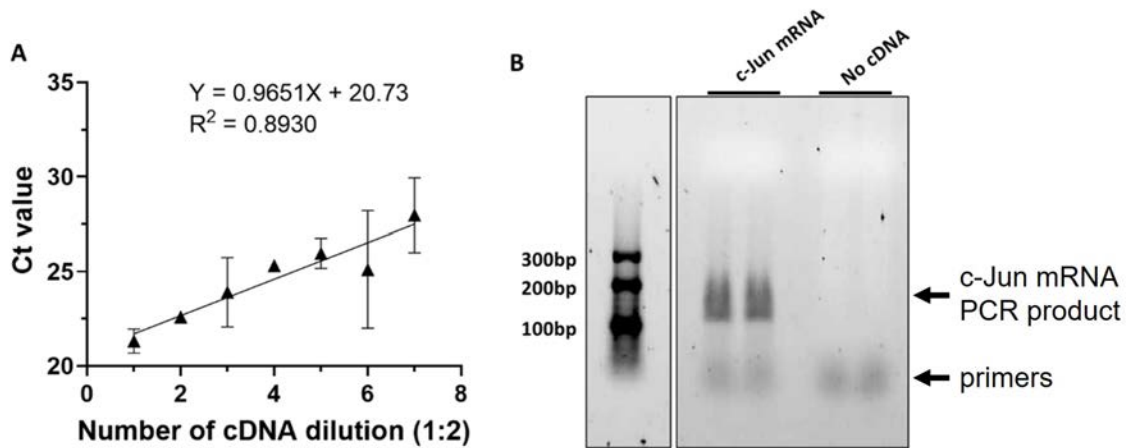 A
Y = 0.9651X + 20.73
R² = 0.8930
35
30
25
20
Ct value
0
2
4
6
8
Number of cDNA dilution (1:2)
B
c-Jun mRNA
No cDNA
300bp
200bp
100bp
c-Jun mRNA
PCR product
primers